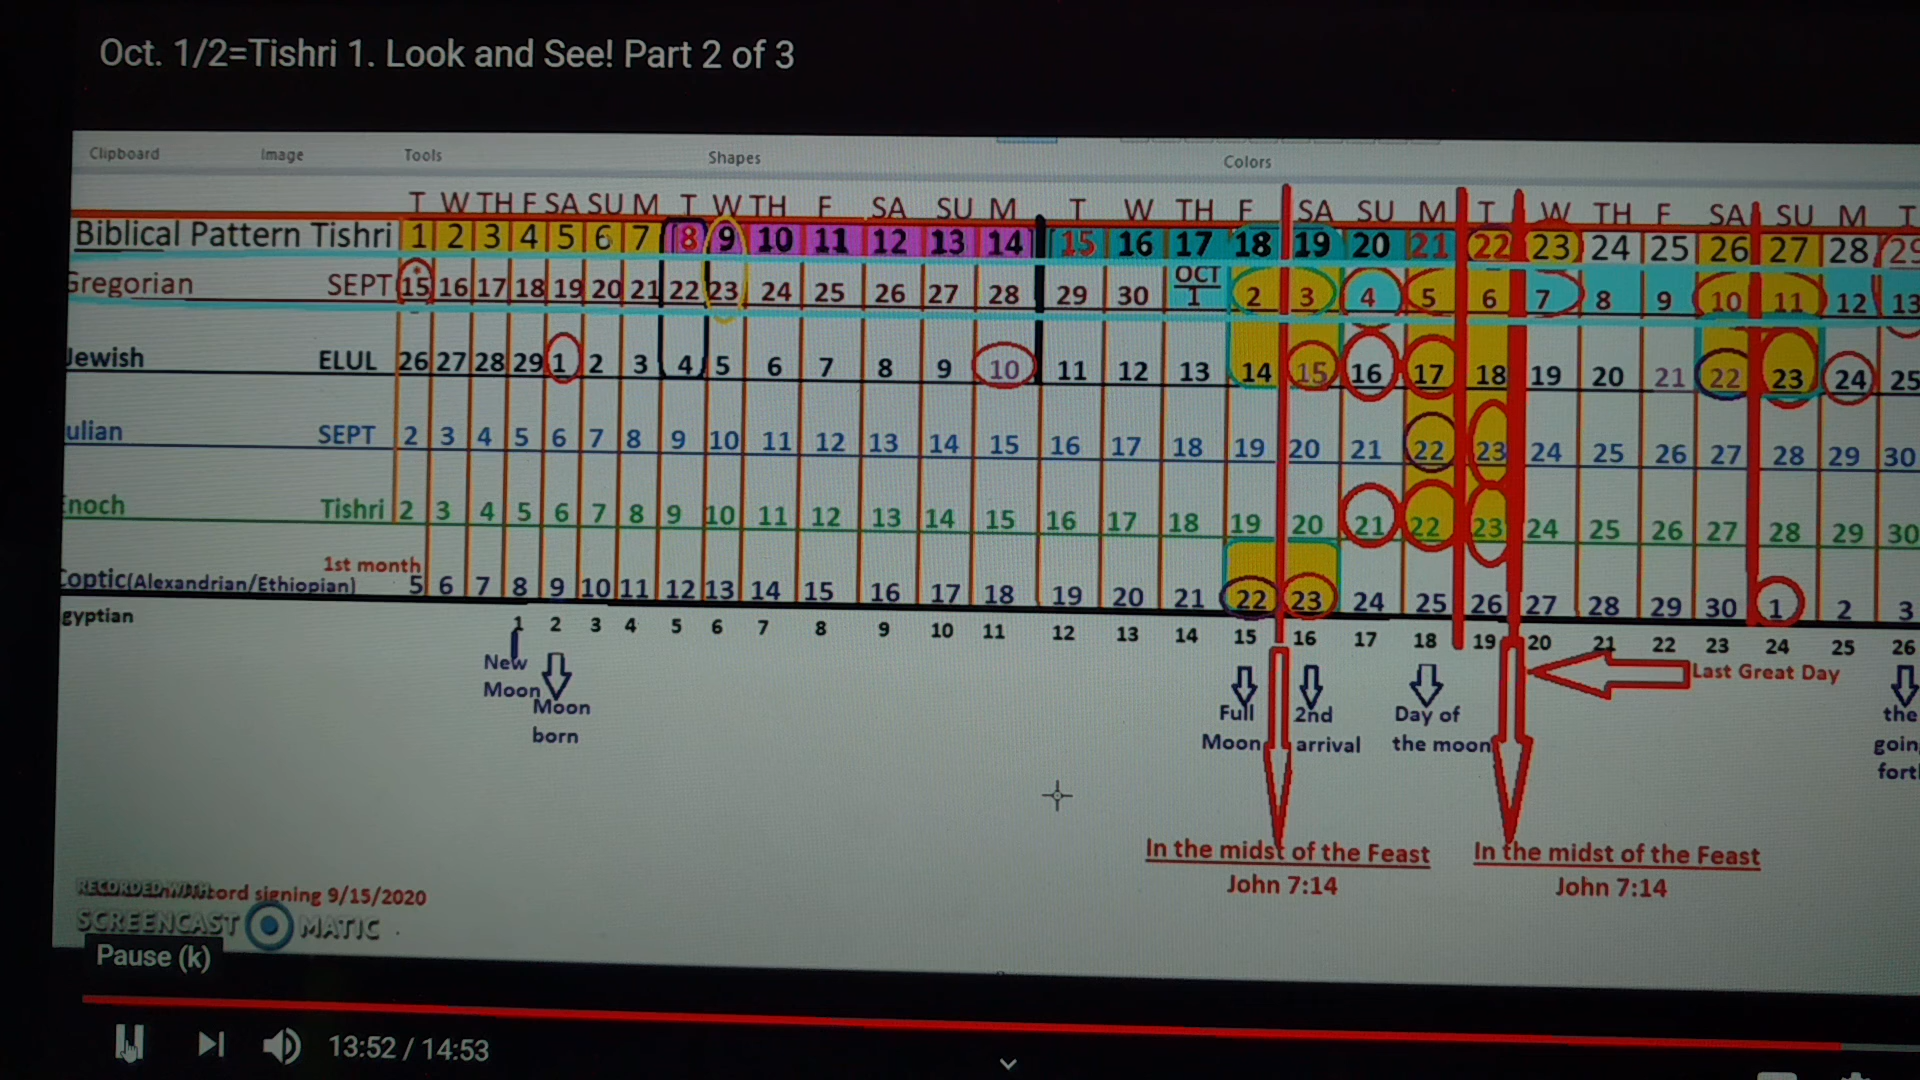 Oct. 1/2=Tishri 1. Look and See! Part 2 of 3
Clipboard Image Tools Shapes Colors
T W TH F SA SU M T W TH F SA SU M T W TH F SA SU M T W TH F SA SU M T
Biblical Pattern Tishri 1 2 3 4 5 6 7 8 9 10 11 12 13 14 15 16 17 18 19 20 21 22 23 24 25 26 27 28 29
Gregorian SEPT 15 16 17 18 19 20 21 22 23 24 25 26 27 28 29 30 OCT 1 2 3 4 5 6 7 8 9 10 11 12 13
Jewish ELUL 26 27 28 29 1 2 3 4 5 6 7 8 9 10 11 12 13 14 15 16 17 18 19 20 21 22 23 24 25
ulian SEPT 2 3 4 5 6 7 8 9 10 11 12 13 14 15 16 17 18 19 20 21 22 23 24 25 26 27 28 29 30
noch Tishri 2 3 4 5 6 7 8 9 10 11 12 13 14 15 16 17 18 19 20 21 22 23 24 25 26 27 28 29 30
1st month
Coptic(Alexandrian/Ethiopian) 5 6 7 8 9 10 11 12 13 14 15 16 17 18 19 20 21 22 23 24 25 26 27 28 29 30 1 2 3
gyptian 1 2 3 4 5 6 7 8 9 10 11 12 13 14 15 16 17 18 19 20 21 22 23 24 25 26
New Moon
Moon born
Full Moon
2nd arrival
Day of the moon
Last Great Day
the
goin
fort
In the midst of the Feast
John 7:14
In the midst of the Feast
John 7:14
ord signing 9/15/2020
RECORDED WITH
SCREENCAST MATIC
Pause (k)
13:52 / 14:53